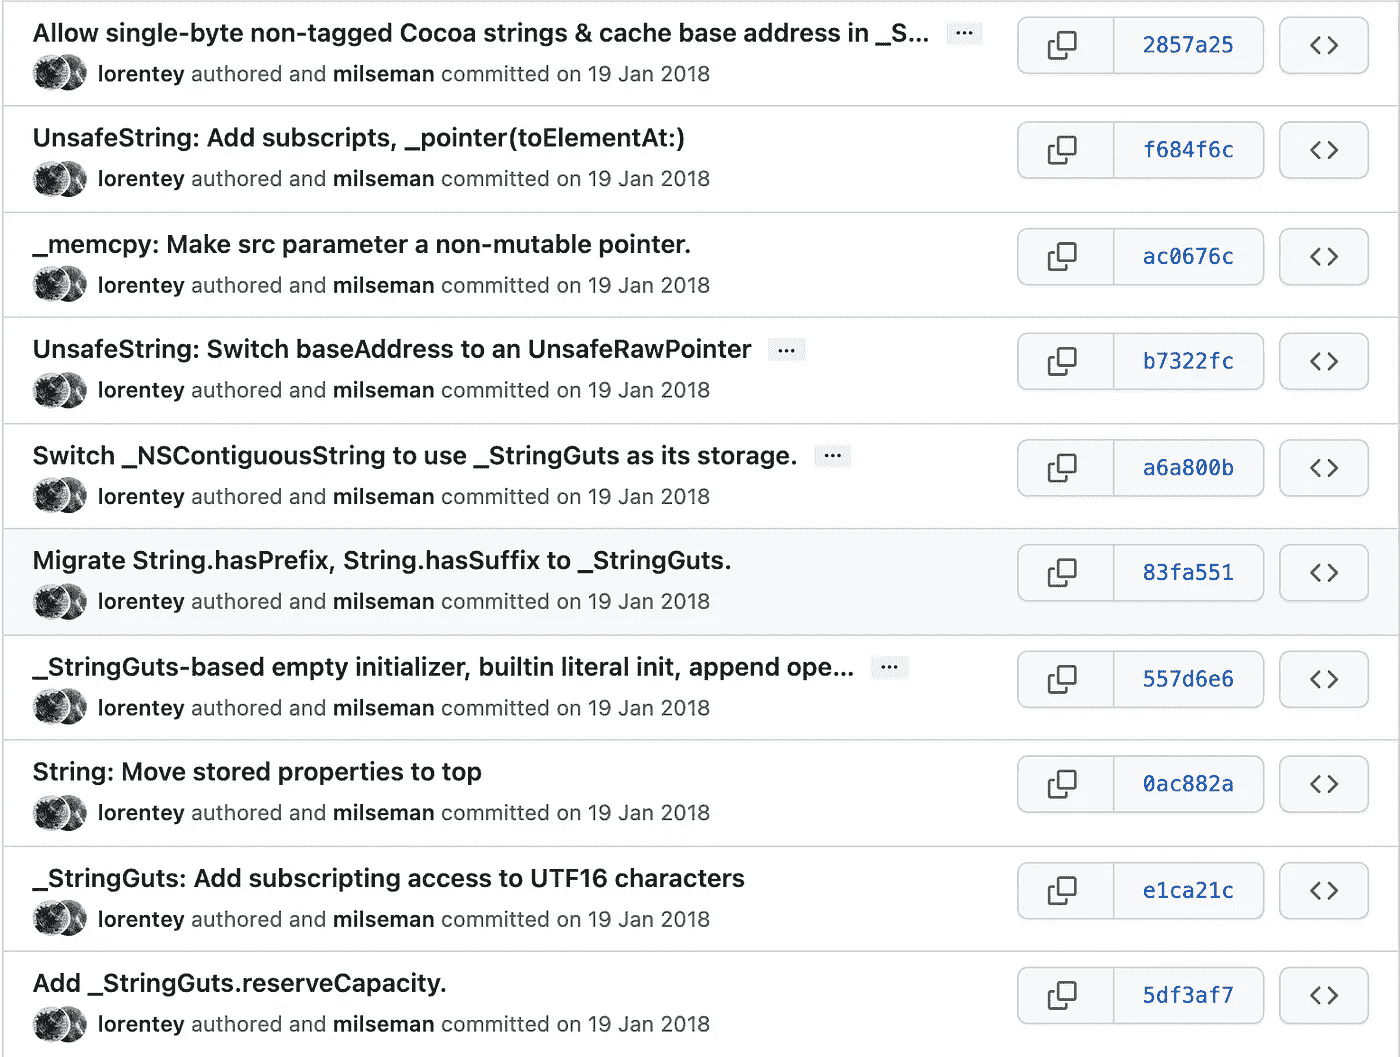 Allow single-byte non-tagged Cocoa strings & cache base address in _S... ...
2857a25
lorentey authored and milseman committed on 19 Jan 2018
UnsafeString: Add subscripts, _pointer(toElementAt:)
f684f6c
lorentey authored and milseman committed on 19 Jan 2018
_memcpy: Make src parameter a non-mutable pointer.
ac0676c
lorentey authored and milseman committed on 19 Jan 2018
UnsafeString: Switch baseAddress to an UnsafeRawPointer ...
b7322fc
lorentey authored and milseman committed on 19 Jan 2018
Switch _NSContiguousString to use _StringGuts as its storage. ...
a6a800b
lorentey authored and milseman committed on 19 Jan 2018
Migrate String.hasPrefix, String.hasSuffix to _StringGuts.
83fa551
lorentey authored and milseman committed on 19 Jan 2018
_StringGuts-based empty initializer, builtin literal init, append ope... ...
557d6e6
lorentey authored and milseman committed on 19 Jan 2018
String: Move stored properties to top
0ac882a
lorentey authored and milseman committed on 19 Jan 2018
_StringGuts: Add subscripting access to UTF16 characters
e1ca21c
lorentey authored and milseman committed on 19 Jan 2018
Add _StringGuts.reserveCapacity.
5df3af7
lorentey authored and milseman committed on 19 Jan 2018